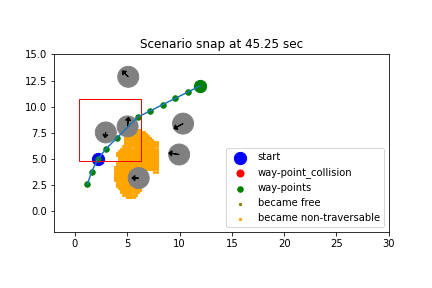 Scenario snap at 45.25 sec
15.0
12.5
10.0
7.5
5.0
2.5
0.0
0 5 10 15 20 25 30
start
way-point_collision
way-points
became free
became non-traversable